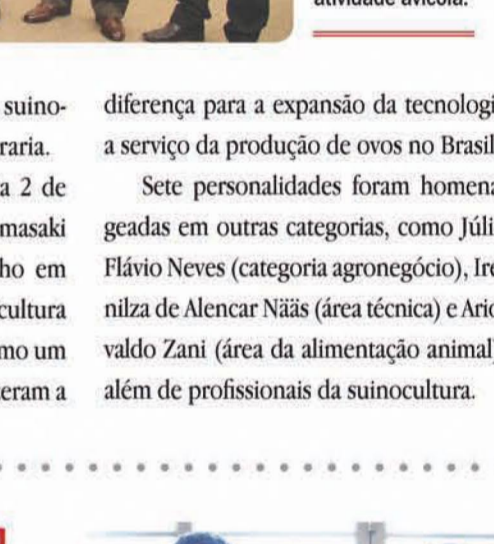 atividade avícola.
suino-
raria.
a 2 de
masaki
ho em
cultura
mo um
eram a
diferença para a expansão da tecnologi
a serviço da produção de ovos no Brasil
Sete personalidades foram homena
geadas em outras categorias, como Júli
Flávio Neves (categoria agronegócio), Ire
nilza de Alencar Nääs (área técnica) e Ario
valdo Zani (área da alimentação animal)
além de profissionais da suinocultura.